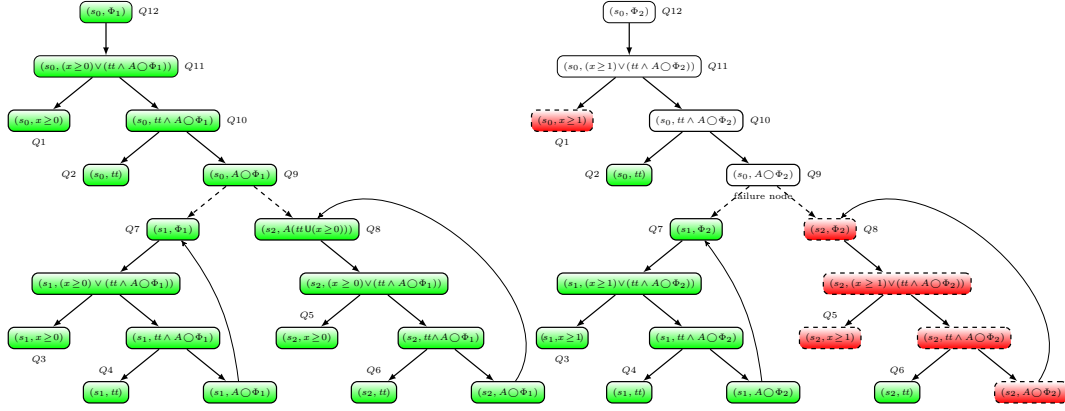 (s₀, Φ₁) Q12
(s₀, (x≥0)∨(tt∧A◯Φ₁)) Q11
(s₀, x≥0) (s₀, tt∧A◯Φ₁) Q10
Q1
Q2 (s₀, tt) (s₀, A◯Φ₁) Q9
Q7 (s₁, Φ₁) (s₂, A(tt U(x≥0))) Q8
(s₁, (x≥0)∨(tt∧A◯Φ₁)) (s₂, (x≥0)∨(tt∧A◯Φ₁))
Q5
(s₁, x≥0) (s₁, tt∧A◯Φ₁) (s₂, x≥0) (s₂, tt∧A◯Φ₁)
Q3
Q4 Q6
(s₁, tt) (s₁, A◯Φ₁) (s₂, tt) (s₂, A◯Φ₁)
(s₀, Φ₂) Q12
(s₀, (x≥1)∨(tt∧A◯Φ₂)) Q11
(s₀, x≥1) (s₀, tt∧A◯Φ₂) Q10
Q1
Q2 (s₀, tt) (s₀, A◯Φ₂) Q9
failure node
Q7 (s₁, Φ₂) (s₂, Φ₂) Q8
(s₁, (x≥1)∨(tt∧A◯Φ₂)) (s₂, (x≥1)∨(tt∧A◯Φ₂))
Q5
(s₁, x≥1) (s₁, tt∧A◯Φ₂) (s₂, x≥1) (s₂, tt∧A◯Φ₂)
Q3
Q4 Q6
(s₁, tt) (s₁, A◯Φ₂) (s₂, tt) (s₂, A◯Φ₂)